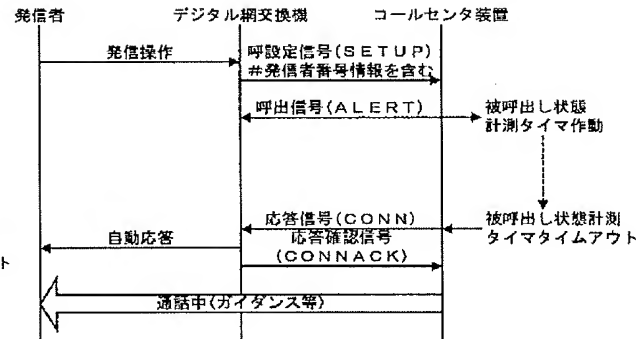 発信者
デジタル網交換機
コールセンタ装置
発信操作
呼設定信号(SETUP)
#発信者番号情報を含む
呼出信号(ALERT)
被呼出し状態
計測タイマ作動
応答信号(CONN)
被呼出し状態計測
タイマタイムアウト
自動応答
応答確認信号
(CONNACK)
ト
通話中(ガイダンス等)